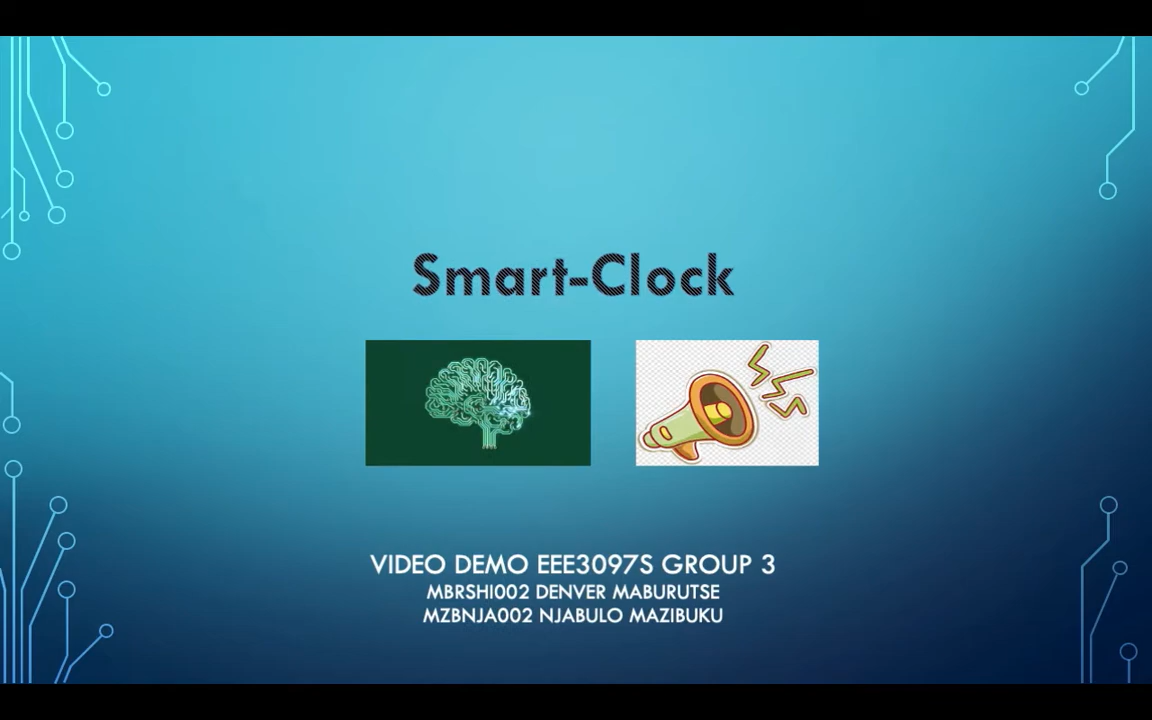 Smart-Clock
VIDEO DEMO EEE3097S GROUP 3
MBRSHI002 DENVER MABURUTSE
MZBNJA002 NJABULO MAZIBUKU